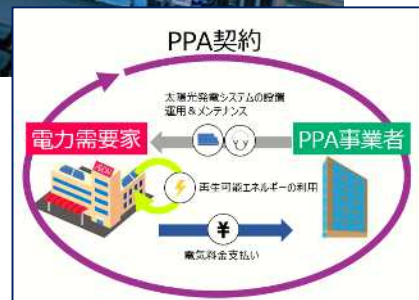 PPA契約
太陽光発電システムの設置
運用＆メンテナンス
電力需要家
PPA事業者
再生可能エネルギーの利用
¥
電気料金支払い